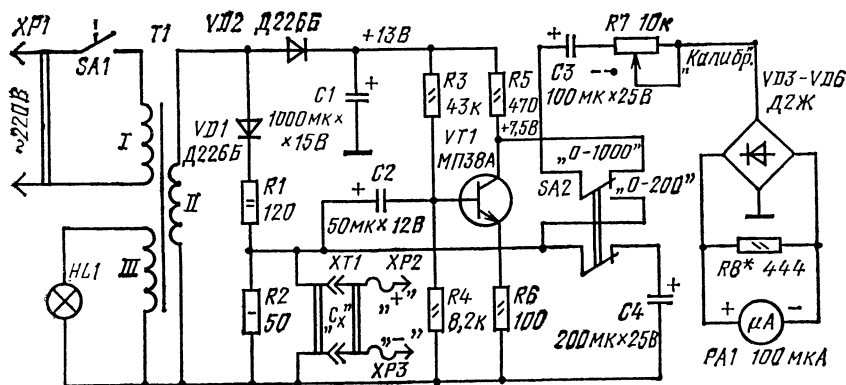 XP1
SA1
~220В
T1
I
II
III
HL1
VD2 Д226Б
VD1
Д226Б
R1
120
R2
50
+13В
+
C1
1000мк×
×15В
C2
+
50мк×12В
R3
43к
R5
470
+7,5В
VT1
МП38А
R4
8,2к
R6
100
XT1
XP2
„+"
„Cx"
„–"
XP3
+
C3
100мк×25В
R7 10к
„Калибр."
„0-1000"
SA2
„0-200"
+
C4
200мк×25В
VD3-VD6
Д2Ж
R8* 444
+
–
μA
PA1 100мкА